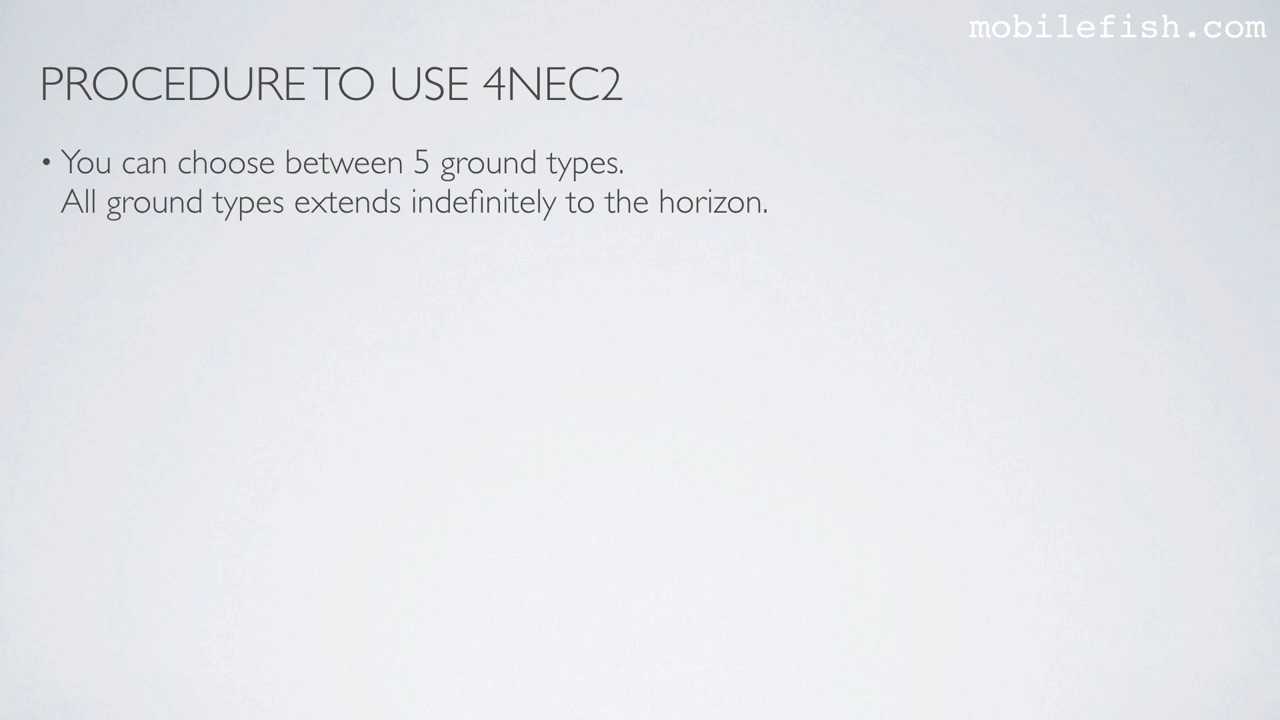 mobilefish.com
PROCEDURE TO USE 4NEC2
• You can choose between 5 ground types.
All ground types extends indefinitely to the horizon.